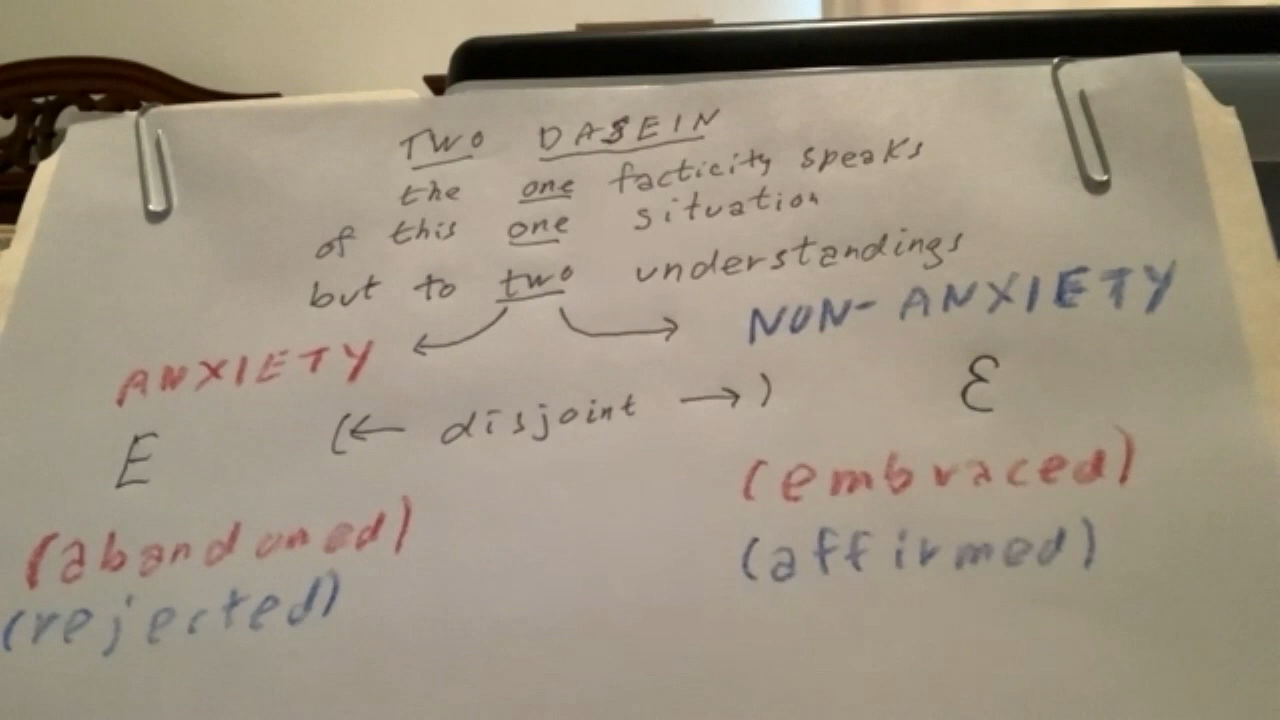 TWO DASEIN
the one facticity speaks
of this one situation
but to two understandings
ANXIETY NON-ANXIETY
(← disjoint →)
E ℇ
(abandoned) (embraced)
(rejected) (affirmed)